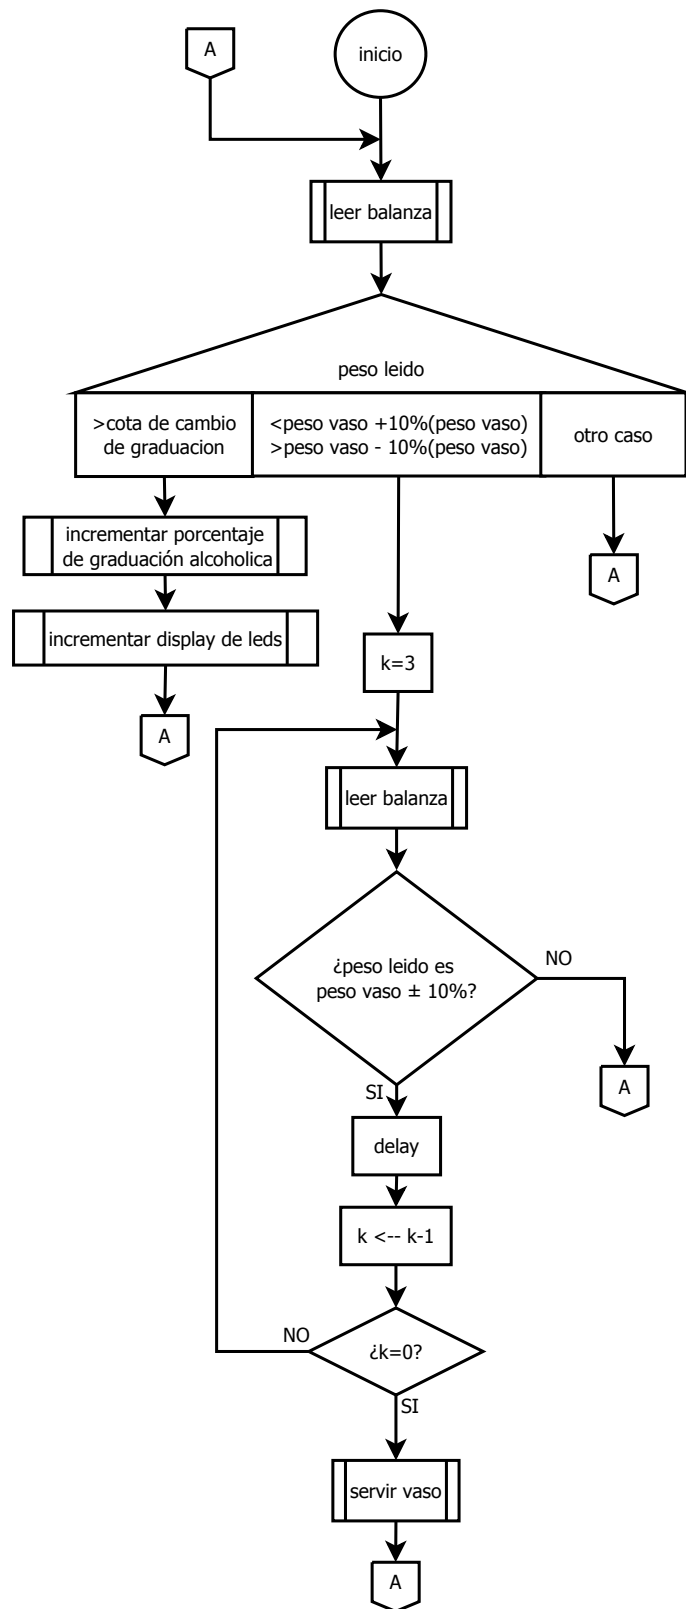 A
inicio
leer balanza
peso leido
>cota de cambio
de graduacion
<peso vaso +10%(peso vaso)
>peso vaso - 10%(peso vaso)
otro caso
incrementar porcentaje
de graduación alcoholica
A
incrementar display de leds
k=3
A
leer balanza
¿peso leido es
peso vaso ± 10%?
NO
A
SI
delay
k <-- k-1
NO
¿k=0?
SI
servir vaso
A